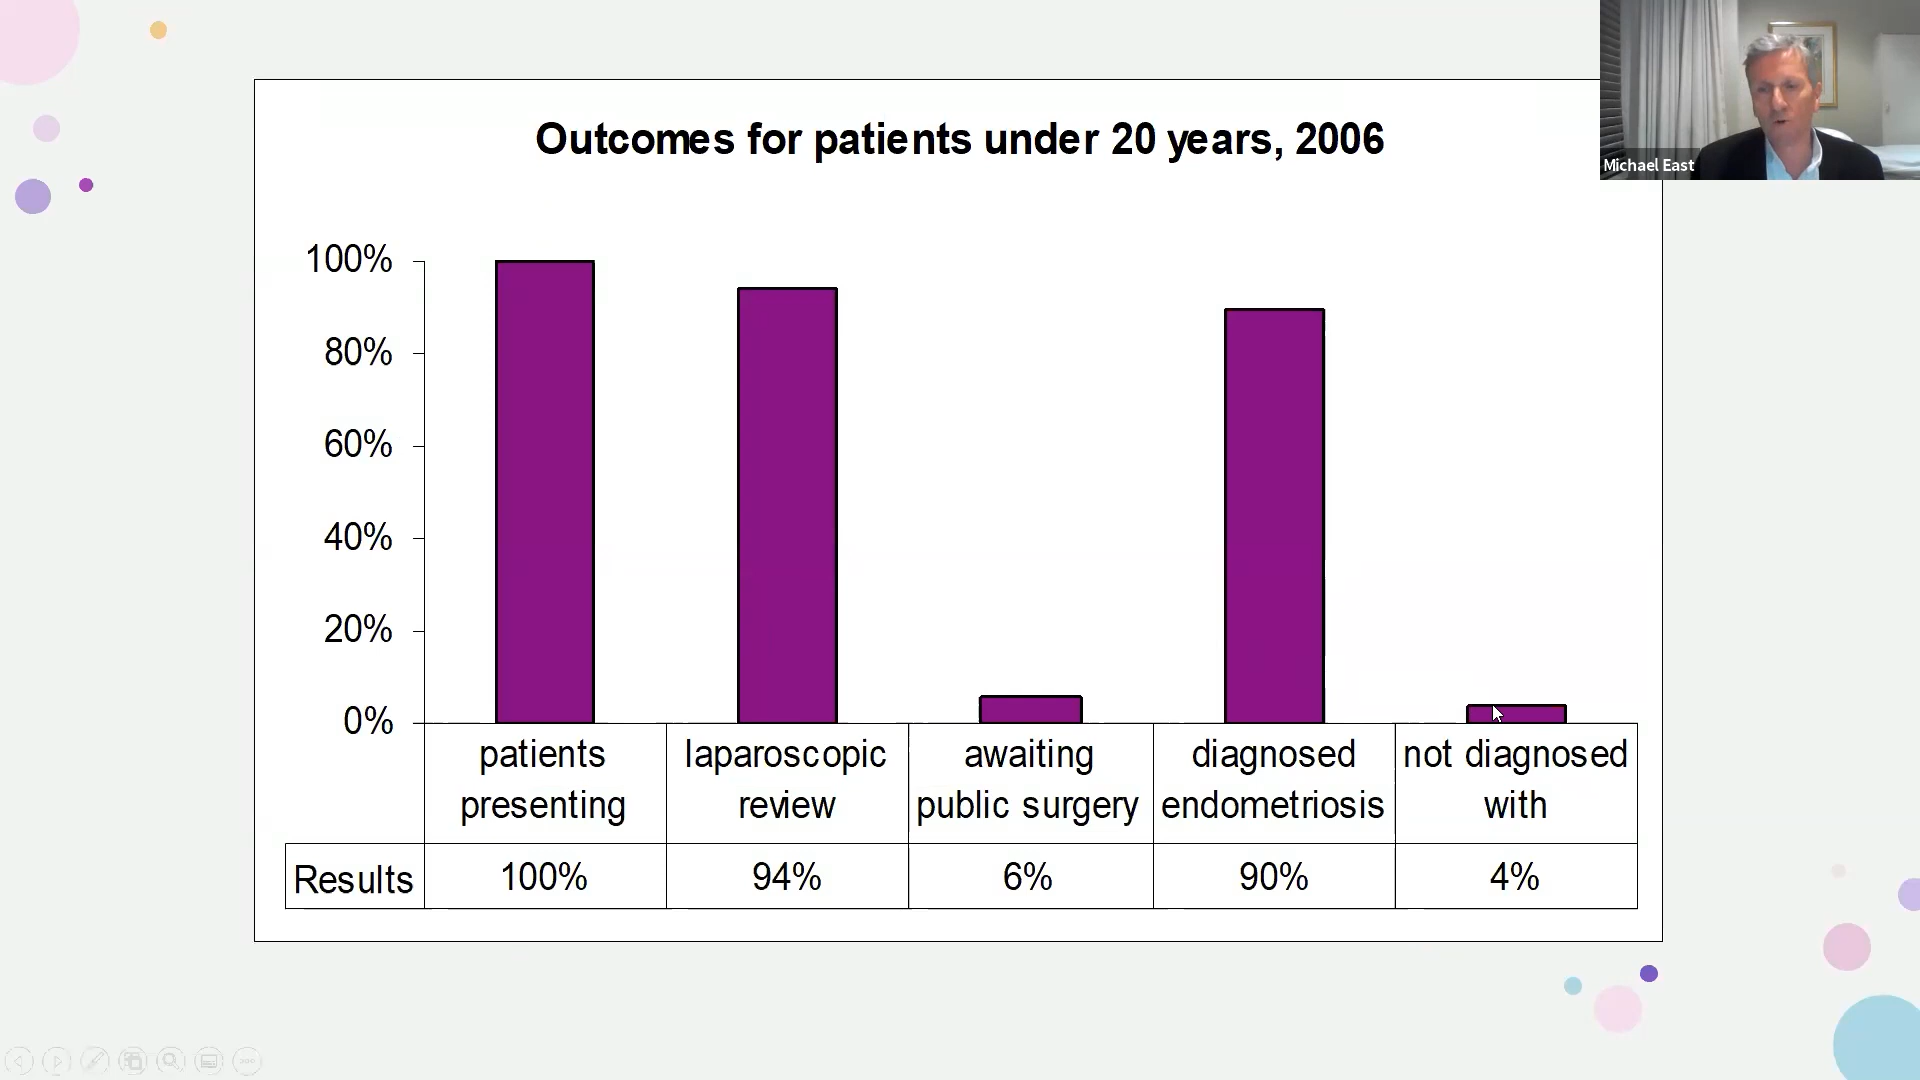 Outcomes for patients under 20 years, 2006
Michael East
100%
80%
60%
40%
20%
0%
patients
presenting
laparoscopic
review
awaiting
public surgery
diagnosed
endometriosis
not diagnosed
with
Results 100% 94% 6% 90% 4%